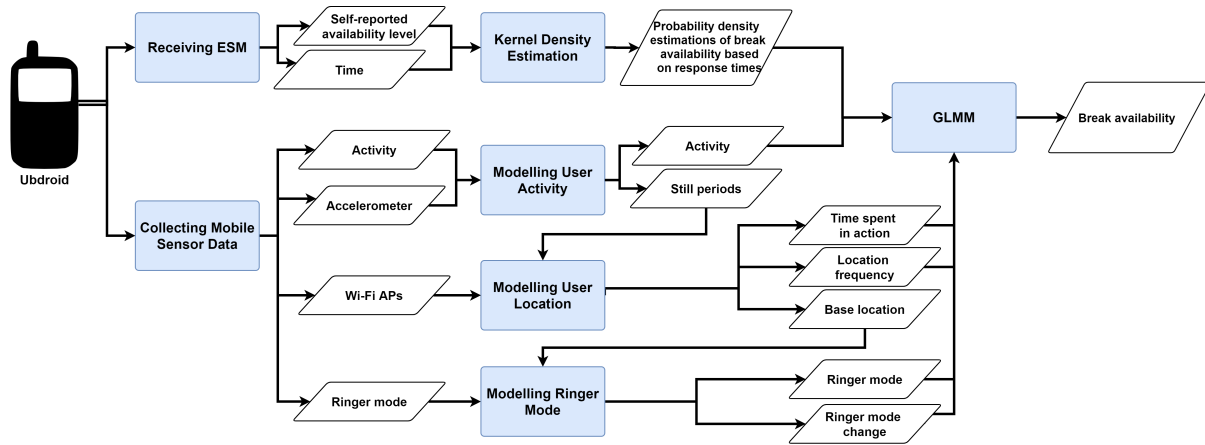 Ubdroid
Receiving ESM
Self-reported
availability level
Time
Kernel Density
Estimation
Probability density
estimations of break
availability based
on response times
GLMM
Break availability
Collecting Mobile
Sensor Data
Activity
Accelerometer
Modelling User
Activity
Activity
Still periods
Wi-Fi APs
Modelling User
Location
Time spent
in action
Location
frequency
Base location
Ringer mode
Modelling Ringer
Mode
Ringer mode
Ringer mode
change